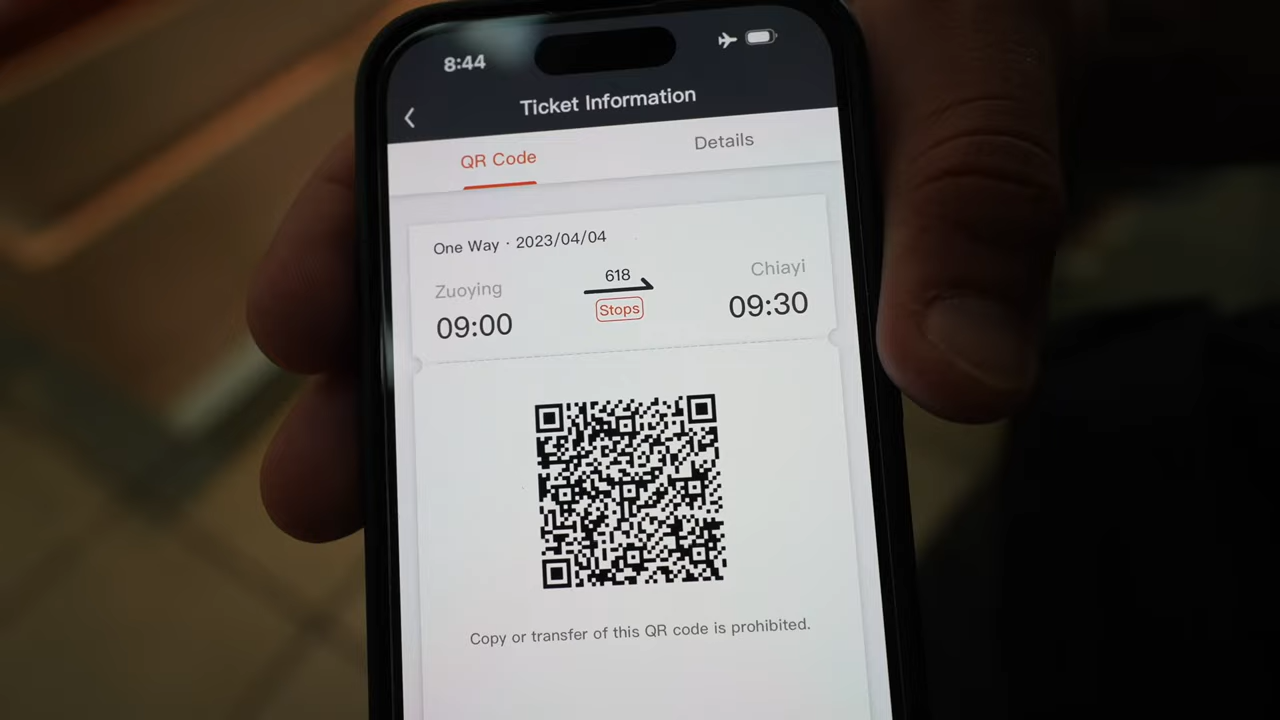 8:44
Ticket Information
QR Code
Details
One Way · 2023/04/04
Zuoying
618
Chiayi
09:00
Stops
09:30
Copy or transfer of this QR code is prohibited.